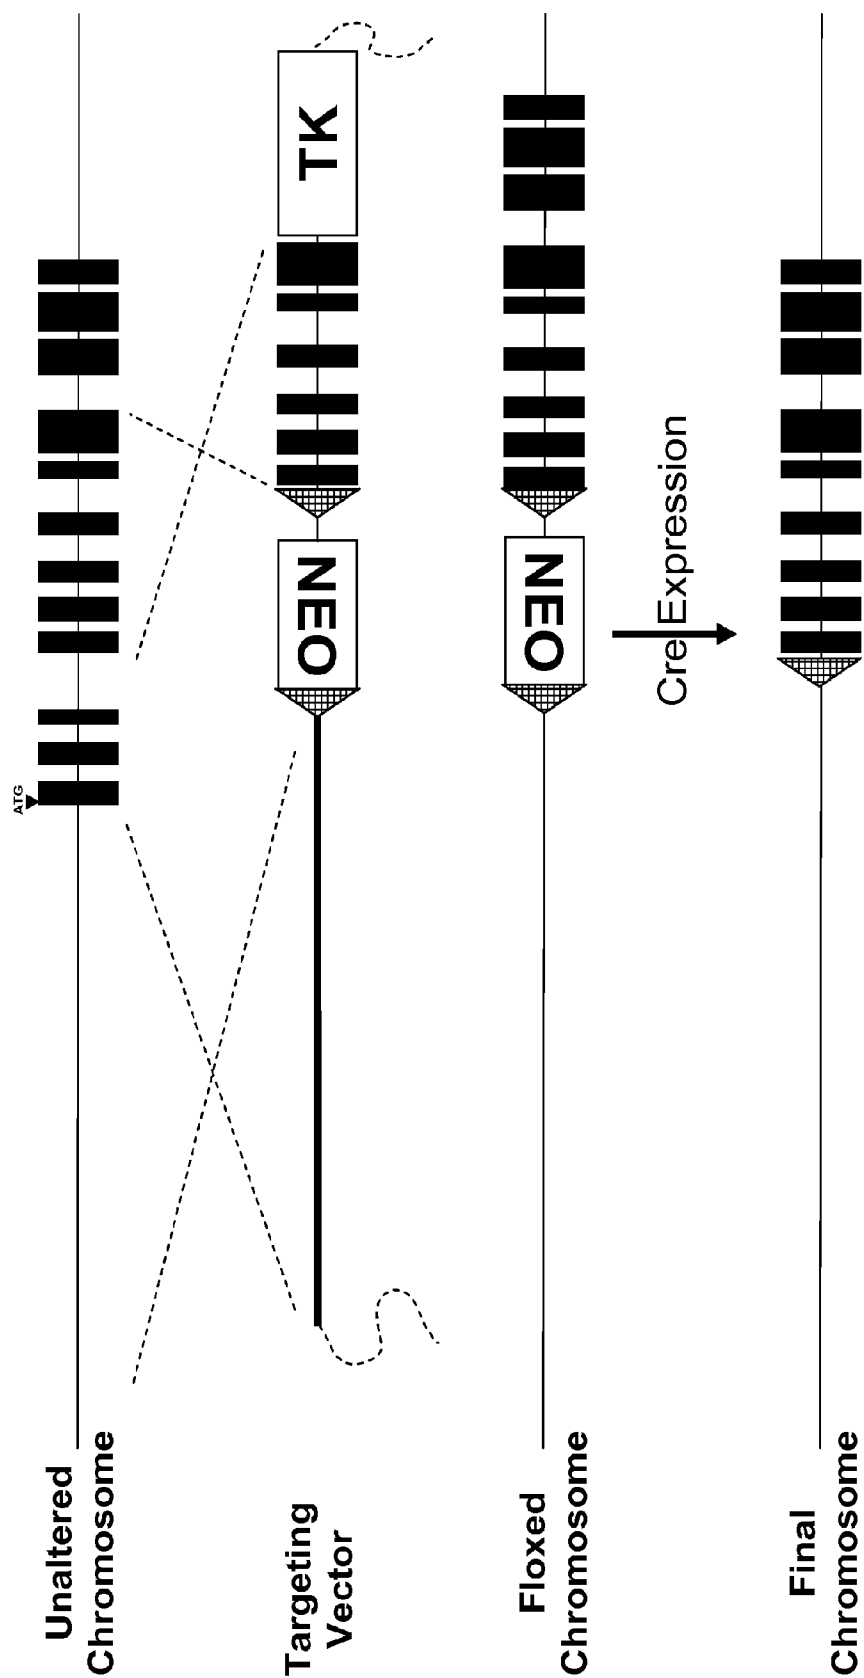 ATG
Unaltered
Chromosome
TK
NEO
Targeting
Vector
NEO
Floxed
Chromosome
Cre Expression
Final
Chromosome